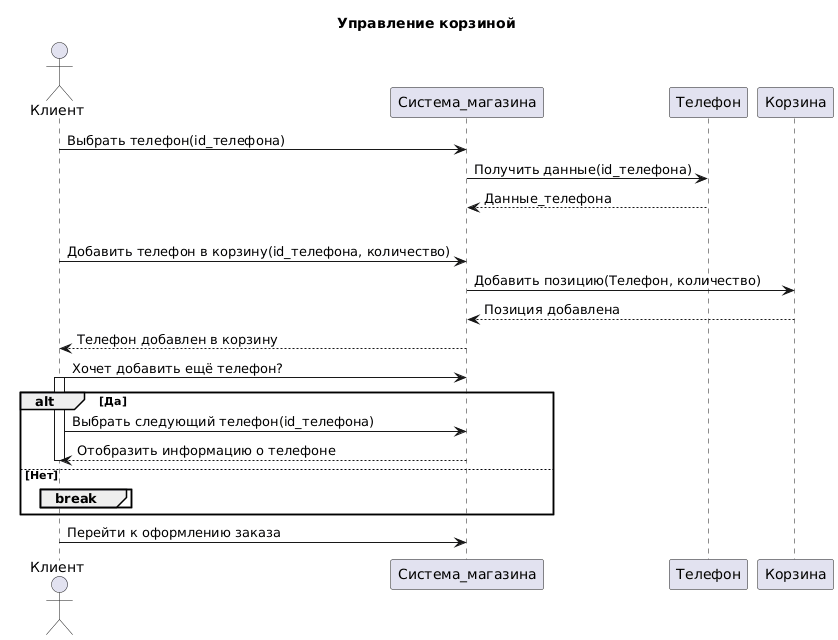 Управление корзиной
Клиент
Система_магазина
Телефон
Корзина
Выбрать телефон(id_телефона)
Получить данные(id_телефона)
Данные_телефона
Добавить телефон в корзину(id_телефона, количество)
Добавить позицию(Телефон, количество)
Позиция добавлена
Телефон добавлен в корзину
Хочет добавить ещё телефон?
alt
[Да]
Выбрать следующий телефон(id_телефона)
Отобразить информацию о телефоне
[Нет]
break
Перейти к оформлению заказа
Клиент
Система_магазина
Телефон
Корзина